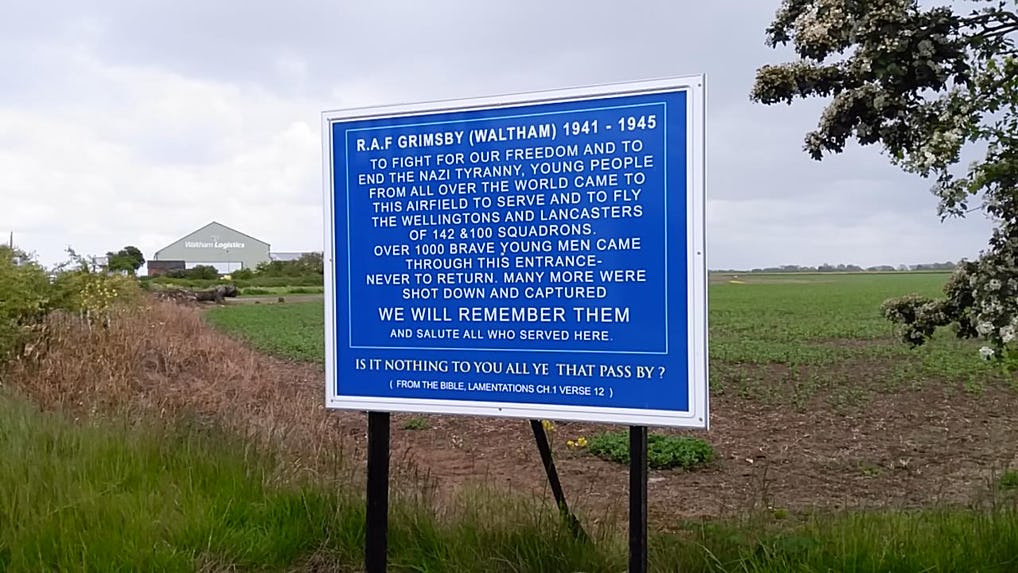 Waltham Logistics
R.A.F GRIMSBY (WALTHAM) 1941 - 1945
TO FIGHT FOR OUR FREEDOM AND TO
END THE NAZI TYRANNY, YOUNG PEOPLE
FROM ALL OVER THE WORLD CAME TO
THIS AIRFIELD TO SERVE AND TO FLY
THE WELLINGTONS AND LANCASTERS
OF 142 &100 SQUADRONS.
OVER 1000 BRAVE YOUNG MEN CAME
THROUGH THIS ENTRANCE-
NEVER TO RETURN. MANY MORE WERE
SHOT DOWN AND CAPTURED
WE WILL REMEMBER THEM
AND SALUTE ALL WHO SERVED HERE.
IS IT NOTHING TO YOU ALL YE THAT PASS BY ?
( FROM THE BIBLE, LAMENTATIONS CH.1 VERSE 12 )